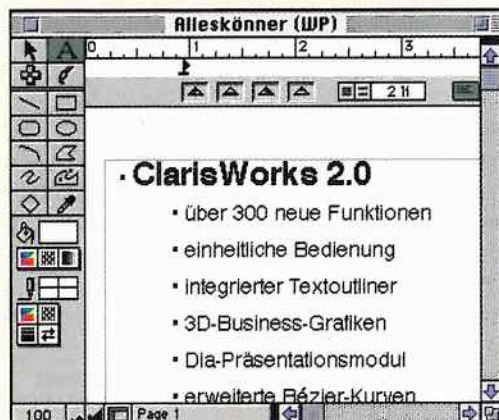 Alleskönner (WP)
0 1 2 3
2 li
· ClarisWorks 2.0
· über 300 neue Funktionen
· einheitliche Bedienung
· integrierter Textoutliner
· 3D-Business-Grafiken
· Dia-Präsentationsmodul
· erweiterte Bézier-Kurven
100 Page 1